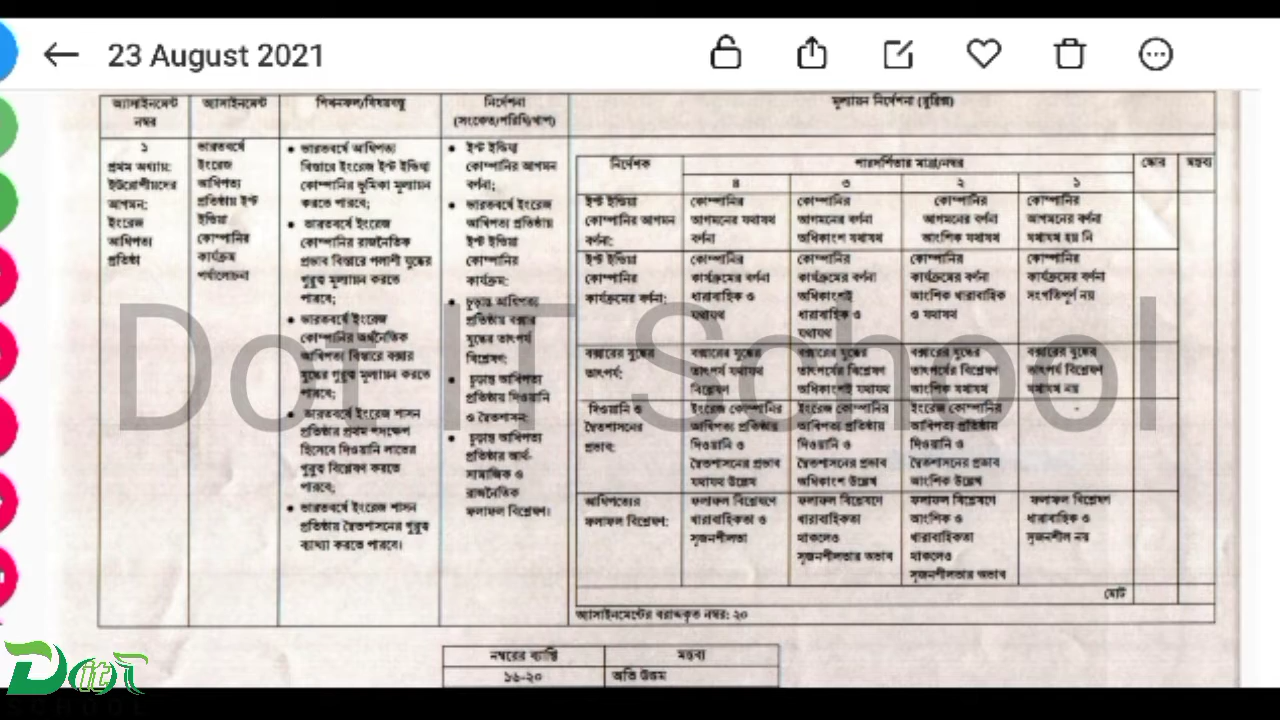 23 August 2021
অ্যাসাইনমেন্ট নম্বর
অ্যাসাইনমেন্ট
শিখনফল/বিষয়বস্তু
নির্দেশনা (সংকেত/পরিধি/ধাপ)
মূল্যায়ন নির্দেশনা (রুব্রিক্স)
১
প্রথম অধ্যায়:
ইউরোপীয়দের
আগমন;
ইংরেজ
আধিপত্য
প্রতিষ্ঠা
ভারতবর্ষে
ইংরেজ
আধিপত্য
প্রতিষ্ঠায় ইস্ট
ইন্ডিয়া
কোম্পানির
কার্যক্রম
পর্যালোচনা
• ভারতবর্ষে আধিপত্য
বিস্তারে ইংরেজ ইস্ট ইন্ডিয়া
কোম্পানির ভূমিকা মূল্যায়ন
করতে পারবে;
• ভারতবর্ষে ইংরেজ
কোম্পানির রাজনৈতিক
প্রভাব বিস্তারে পলাশী যুদ্ধের
গুরুত্ব মূল্যায়ন করতে
পারবে;
• ভারতবর্ষে ইংরেজ
কোম্পানির অর্থনৈতিক
আধিপত্য বিস্তারে বক্সার
যুদ্ধের গুরুত্ব মূল্যায়ন করতে
পারবে;
• ভারতবর্ষে ইংরেজ শাসন
প্রতিষ্ঠার প্রথম পদক্ষেপ
হিসেবে দিওয়ানি লাভের
গুরুত্ব বিশ্লেষণ করতে
পারবে;
• ভারতবর্ষে ইংরেজ শাসন
প্রতিষ্ঠায় দ্বৈতশাসনের গুরুত্ব
ব্যাখ্যা করতে পারবে।
• ইস্ট ইন্ডিয়া
কোম্পানির আগমন
বর্ণনা;
• ভারতবর্ষে ইংরেজ
আধিপত্য প্রতিষ্ঠায়
ইস্ট ইন্ডিয়া
কোম্পানির
কার্যক্রম;
• চূড়ান্ত আধিপত্য
প্রতিষ্ঠায় বক্সার
যুদ্ধের তাৎপর্য
বিশ্লেষণ;
• চূড়ান্ত আধিপত্য
প্রতিষ্ঠায় দিওয়ানি
ও দ্বৈতশাসন;
• চূড়ান্ত আধিপত্য
প্রতিষ্ঠার আর্থ-
সামাজিক ও
রাজনৈতিক
ফলাফল বিশ্লেষণ।
নির্দেশক
পারদর্শিতার মাত্রা/নম্বর
স্কোর
মন্তব্য
৪ ৩ ২ ১
ইস্ট ইন্ডিয়া
কোম্পানির আগমন
বর্ণনা;
কোম্পানির
আগমনের যথাযথ
বর্ণনা
কোম্পানির
আগমনের বর্ণনা
অধিকাংশ যথাযথ
কোম্পানির
আগমনের বর্ণনা
আংশিক যথাযথ
কোম্পানির
আগমনের বর্ণনা
যথাযথ হয় নি
ইস্ট ইন্ডিয়া
কোম্পানির
কার্যক্রমের বর্ণনা;
কোম্পানির
কার্যক্রমের বর্ণনা
ধারাবাহিক ও
যথাযথ
কোম্পানির
কার্যক্রমের বর্ণনা
অধিকাংশই
ধারাবাহিক ও
যথাযথ
কোম্পানির
কার্যক্রমের বর্ণনা
আংশিক ধারাবাহিক
ও যথাযথ
কোম্পানির
কার্যক্রমের বর্ণনা
সংগতিপূর্ণ নয়
বক্সারের যুদ্ধের
তাৎপর্য;
বক্সারের যুদ্ধের
তাৎপর্য যথাযথ
বিশ্লেষণ
বক্সারের যুদ্ধের
তাৎপর্যের বিশ্লেষণ
অধিকাংশই যথাযথ
বক্সারের যুদ্ধের
তাৎপর্যের বিশ্লেষণ
আংশিক যথাযথ
বক্সারের যুদ্ধের
তাৎপর্য বিশ্লেষণ
যথাযথ নয়
দিওয়ানি ও
দ্বৈতশাসনের
প্রভাব;
ইংরেজ কোম্পানির
আধিপত্য প্রতিষ্ঠায়
দিওয়ানি ও
দ্বৈতশাসনের প্রভাব
যথাযথ উল্লেখ
ইংরেজ কোম্পানির
আধিপত্য প্রতিষ্ঠায়
দিওয়ানি ও
দ্বৈতশাসনের প্রভাব
অধিকাংশ উল্লেখ
ইংরেজ কোম্পানির
আধিপত্য প্রতিষ্ঠায়
দিওয়ানি ও
দ্বৈতশাসনের প্রভাব
আংশিক উল্লেখ
-
আধিপত্যের
ফলাফল বিশ্লেষণ;
ফলাফল বিশ্লেষণে
ধারাবাহিকতা ও
সৃজনশীলতা
ফলাফল বিশ্লেষণে
ধারাবাহিকতা
থাকলেও
সৃজনশীলতার অভাব
ফলাফল বিশ্লেষণে
আংশিক ও
ধারাবাহিকতা
থাকলেও
সৃজনশীলতার অভাব
ফলাফল বিশ্লেষণ
ধারাবাহিক ও
সৃজনশীল নয়
মোট
অ্যাসাইনমেন্টের বরাদ্দকৃত নম্বর: ২০
নম্বরের ব্যাপ্তি
মন্তব্য
১৬-২০
অতি উত্তম
Dot IT School
Dot it
SCHOOL